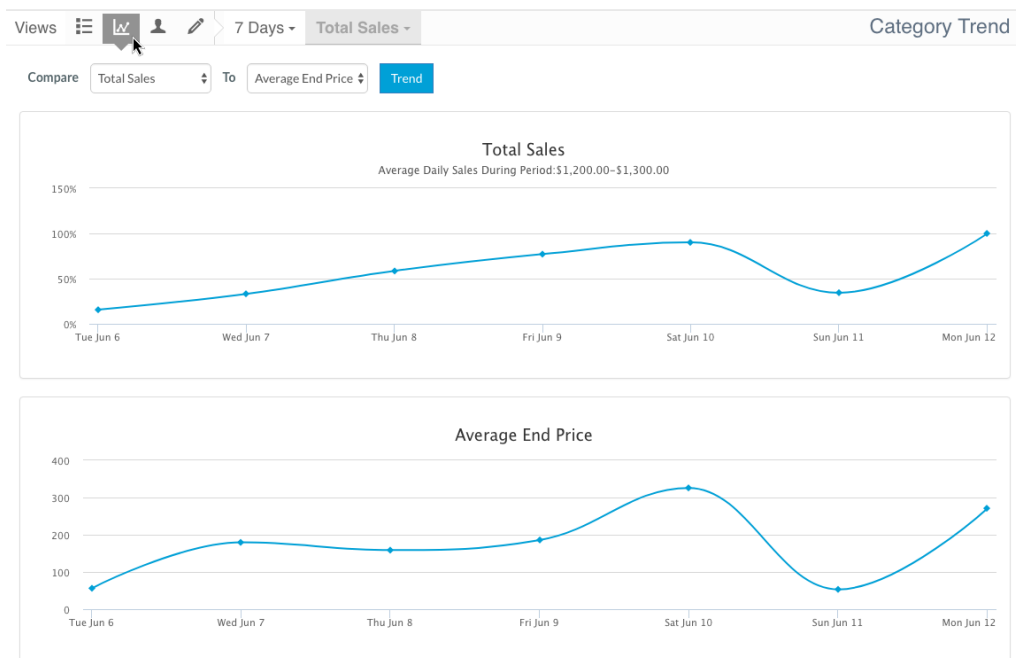 Views 7 Days Total Sales Category Trend
Compare Total Sales To Average End Price Trend
Total Sales
Average Daily Sales During Period:$1,200.00-$1,300.00
150%
100%
50%
0%
Tue Jun 6 Wed Jun 7 Thu Jun 8 Fri Jun 9 Sat Jun 10 Sun Jun 11 Mon Jun 12
Average End Price
400
300
200
100
0
Tue Jun 6 Wed Jun 7 Thu Jun 8 Fri Jun 9 Sat Jun 10 Sun Jun 11 Mon Jun 12